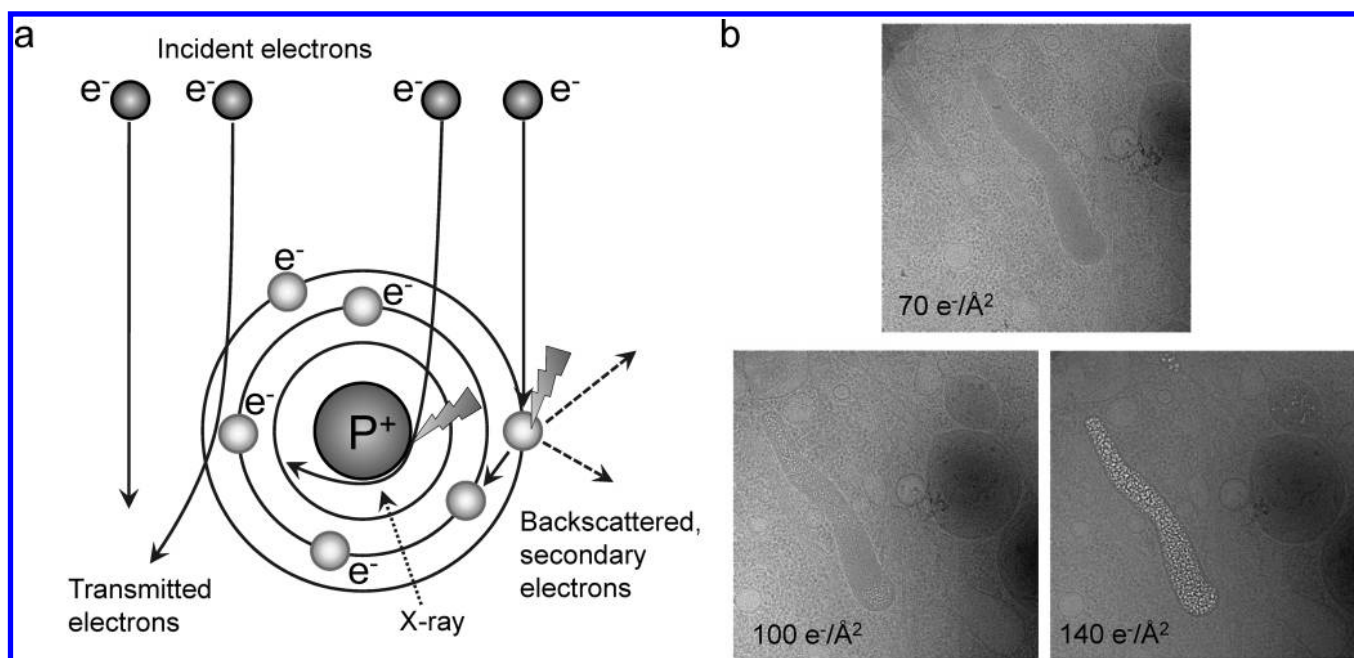 a
Incident electrons
e⁻ e⁻ e⁻ e⁻
e⁻
e⁻
e⁻
P⁺
e⁻
Transmitted
electrons
X-ray
Backscattered,
secondary
electrons
b
70 e⁻/Å²
100 e⁻/Å²
140 e⁻/Å²